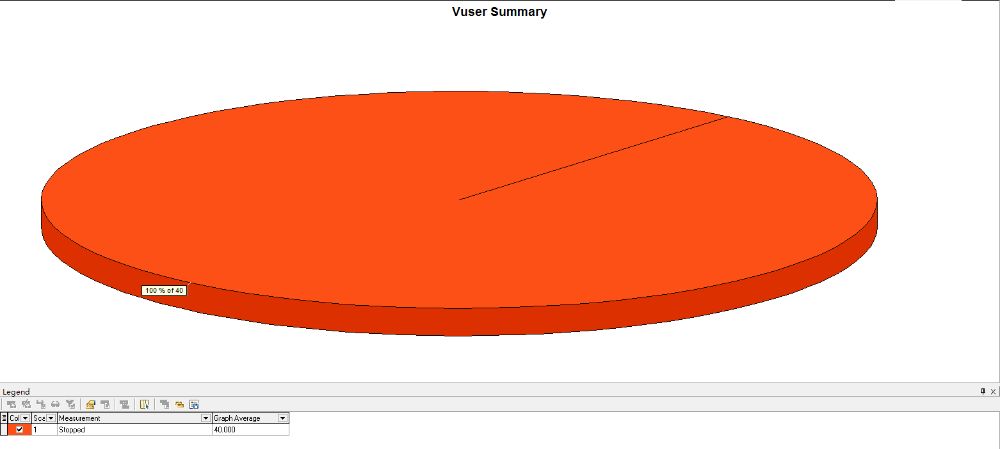 Vuser Summary
100 % of 40
Legend
Col Sca Measurement Graph Average
1 Stopped 40.000